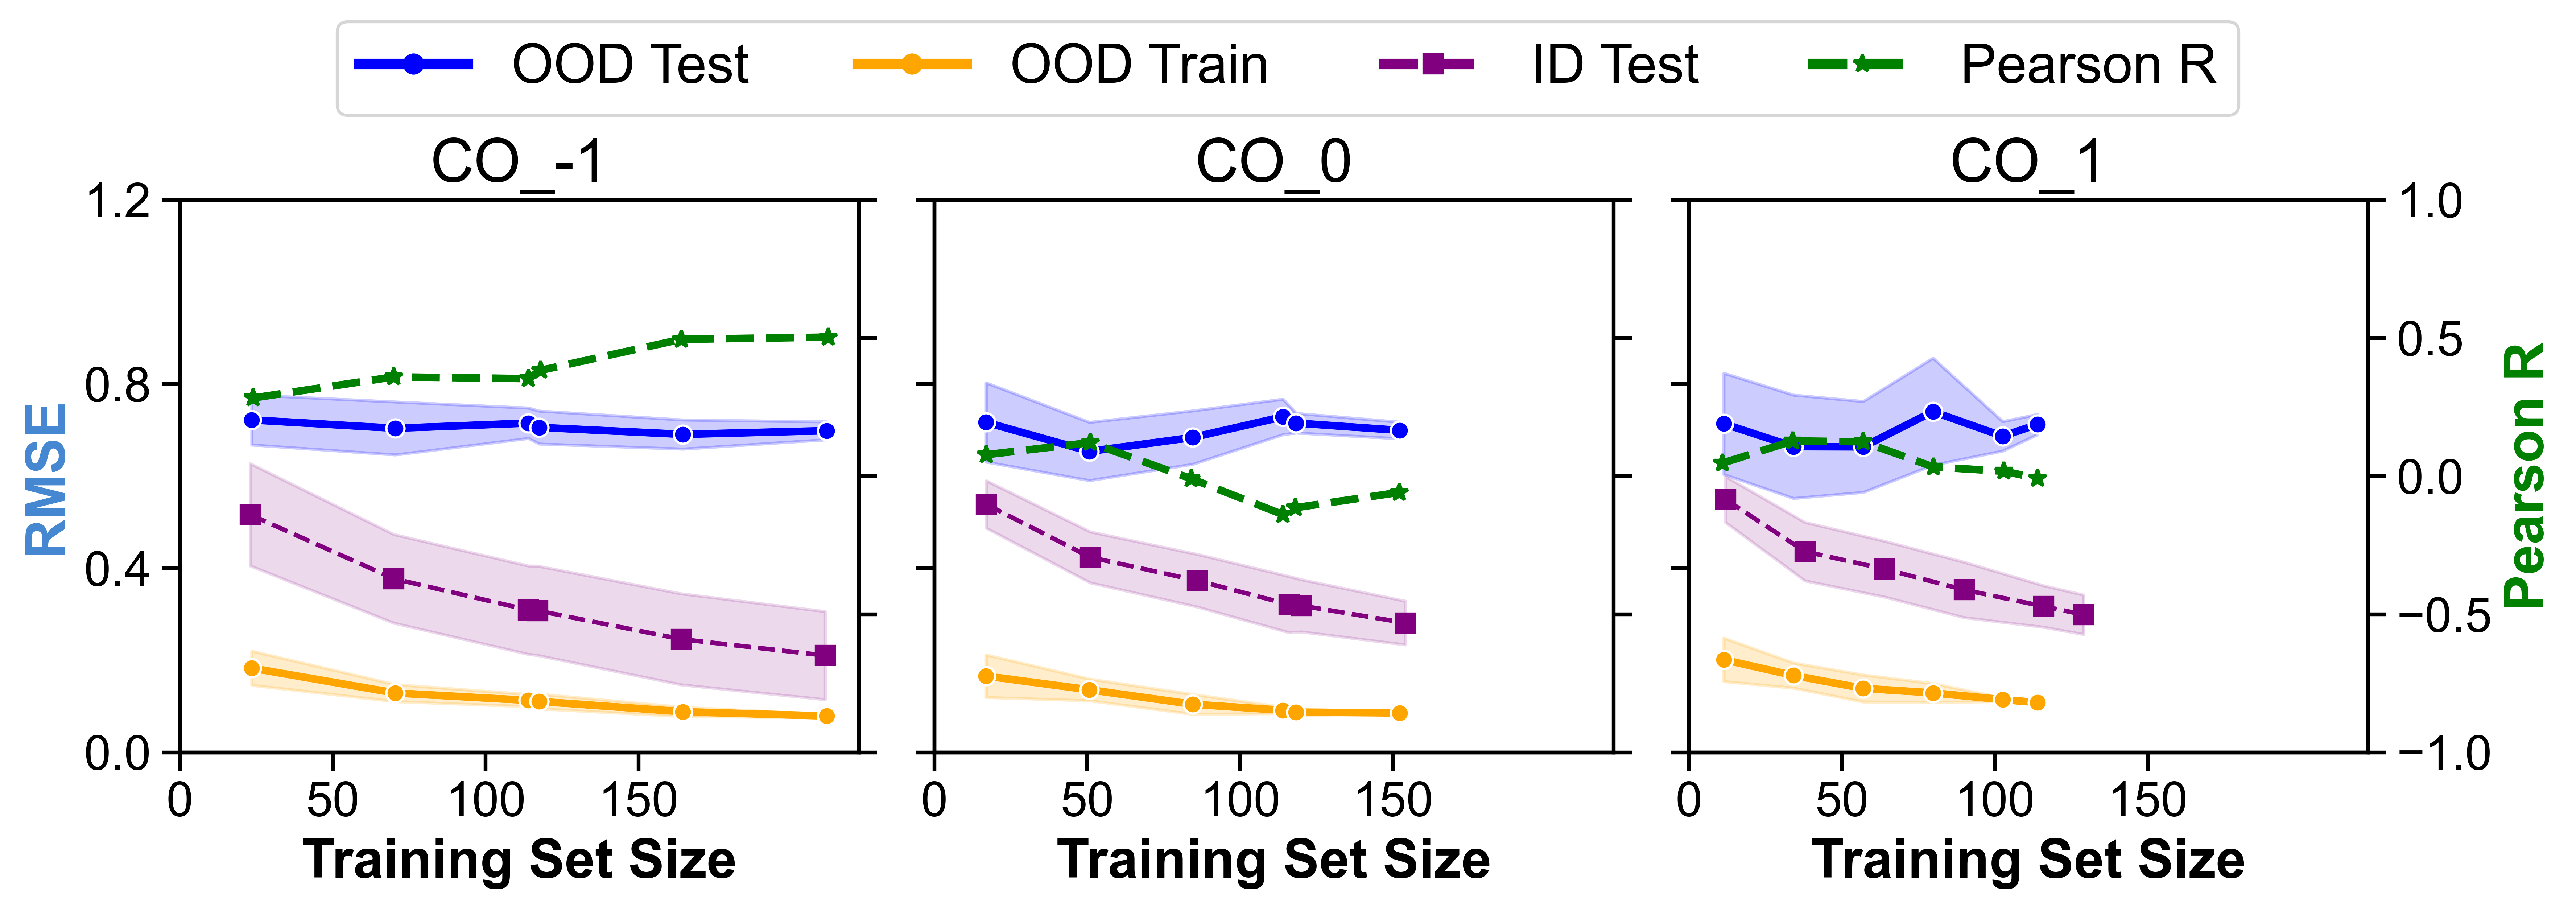 OOD Test OOD Train ID Test Pearson R
CO_-1 CO_0 CO_1
RMSE
1.2
0.8
0.4
0.0
1.0
0.5
0.0
−0.5
−1.0
Pearson R
0 50 100 150 0 50 100 150 0 50 100 150
Training Set Size Training Set Size Training Set Size